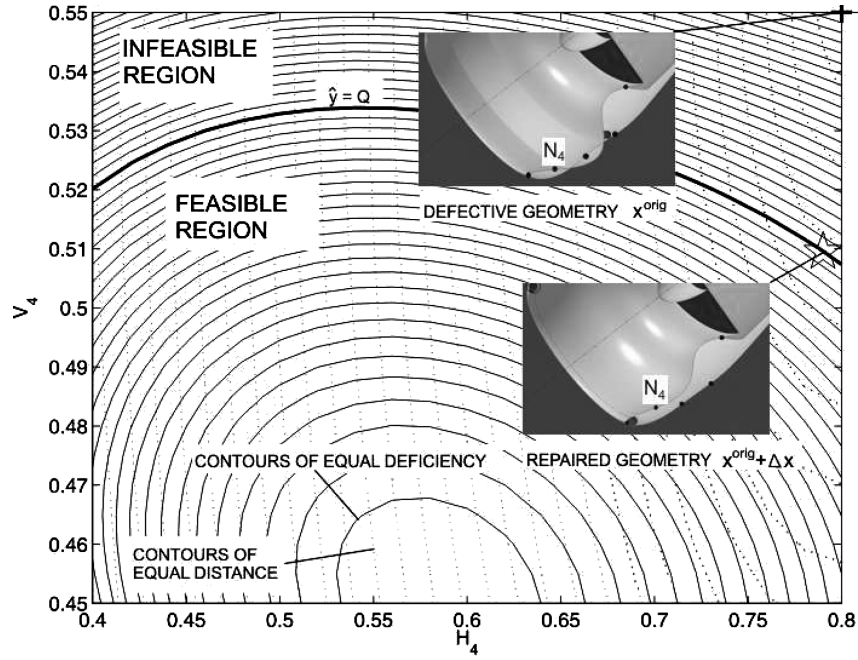 0.55
0.54
0.53
0.52
0.51
0.5
0.49
0.48
0.47
0.46
0.45
V₄
INFEASIBLE
REGION
ŷ = Q
FEASIBLE
REGION
N₄
DEFECTIVE GEOMETRY x^orig
N₄
REPAIRED GEOMETRY x^orig+Δx
CONTOURS OF EQUAL DEFICIENCY
CONTOURS OF
EQUAL DISTANCE
0.4 0.45 0.5 0.55 0.6 0.65 0.7 0.75 0.8
H₄